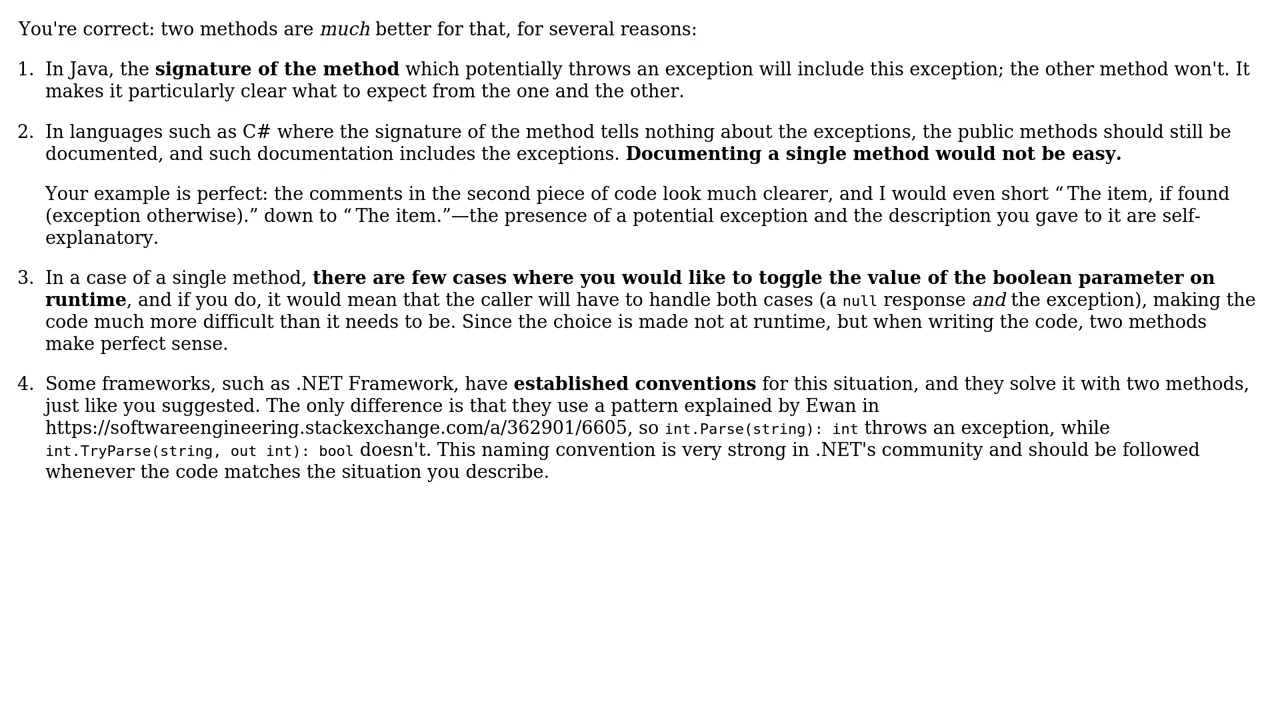 You're correct: two methods are much better for that, for several reasons:
1. In Java, the signature of the method which potentially throws an exception will include this exception; the other method won't. It
makes it particularly clear what to expect from the one and the other.
2. In languages such as C# where the signature of the method tells nothing about the exceptions, the public methods should still be
documented, and such documentation includes the exceptions. Documenting a single method would not be easy.
Your example is perfect: the comments in the second piece of code look much clearer, and I would even short “ The item, if found
(exception otherwise).” down to “ The item.”—the presence of a potential exception and the description you gave to it are self-
explanatory.
3. In a case of a single method, there are few cases where you would like to toggle the value of the boolean parameter on
runtime, and if you do, it would mean that the caller will have to handle both cases (a null response and the exception), making the
code much more difficult than it needs to be. Since the choice is made not at runtime, but when writing the code, two methods
make perfect sense.
4. Some frameworks, such as .NET Framework, have established conventions for this situation, and they solve it with two methods,
just like you suggested. The only difference is that they use a pattern explained by Ewan in
https://softwareengineering.stackexchange.com/a/362901/6605, so int.Parse(string): int throws an exception, while
int.TryParse(string, out int): bool doesn't. This naming convention is very strong in .NET's community and should be followed
whenever the code matches the situation you describe.